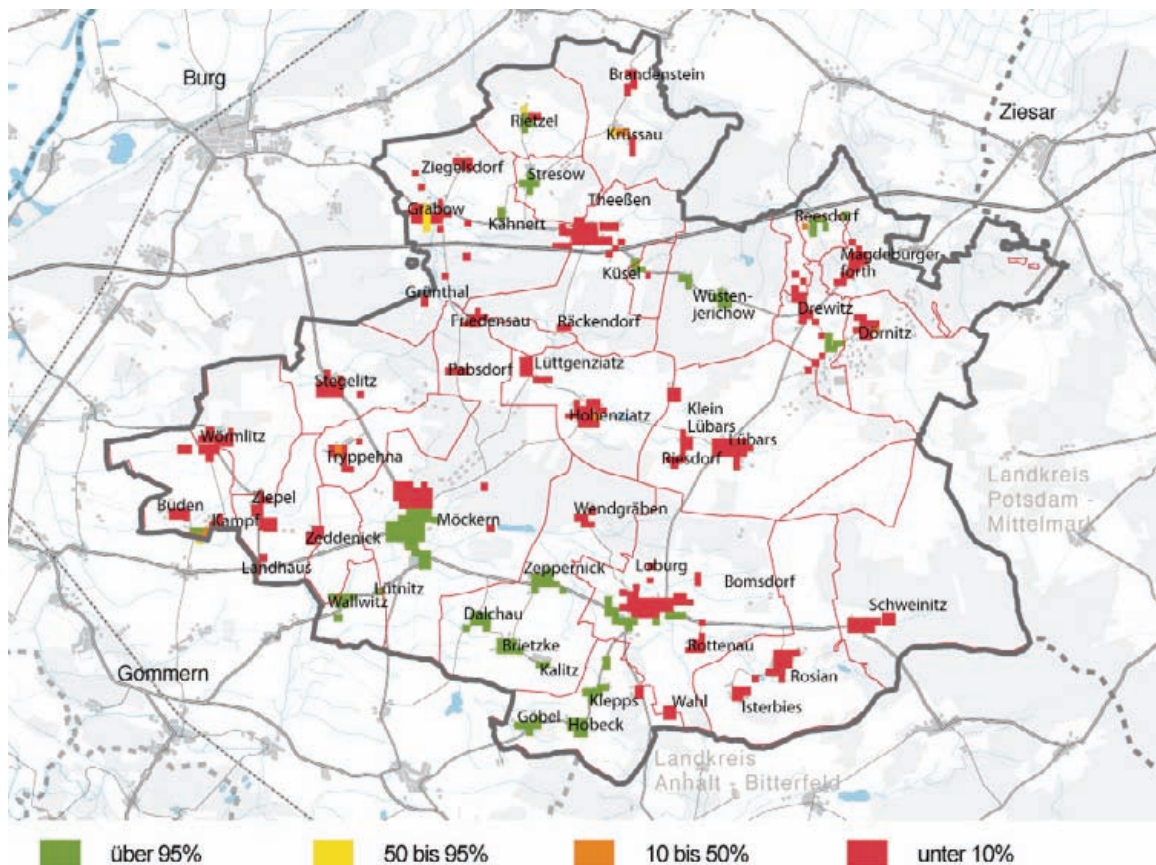 Burg
Brandenstein
Ziesar
Rietzel
Krüssau
Ziegelsdorf
Stresow
Theeßen
Grabow
Kähnert
Reesdorf
Magdeburger-
forth
Küsel
Grünthal
Wüsten-
jerichow
Drewitz
Friedensau
Räckendorf
Dörnitz
Pabsdorf
Lüttgenziatz
Stegelitz
Hohenziatz
Klein
Lübars
Wörmlitz
Lübars
Tryppehna
Riesdorf
Landkreis
Potsdam -
Mittelmark
Büden
Kampf
Ziepel
Möckern
Wendgräben
Zeddenick
Landhaus
Zeppernick
Loburg
Bomsdorf
Lütnitz
Wallwitz
Schweinitz
Dalchau
Brietzke
Rottenau
Kalitz
Rosian
Gommern
Klepps
Wahl
Isterbies
Göbel
Hobeck
Landkreis
Anhalt - Bitterfeld
über 95%
50 bis 95%
10 bis 50%
unter 10%